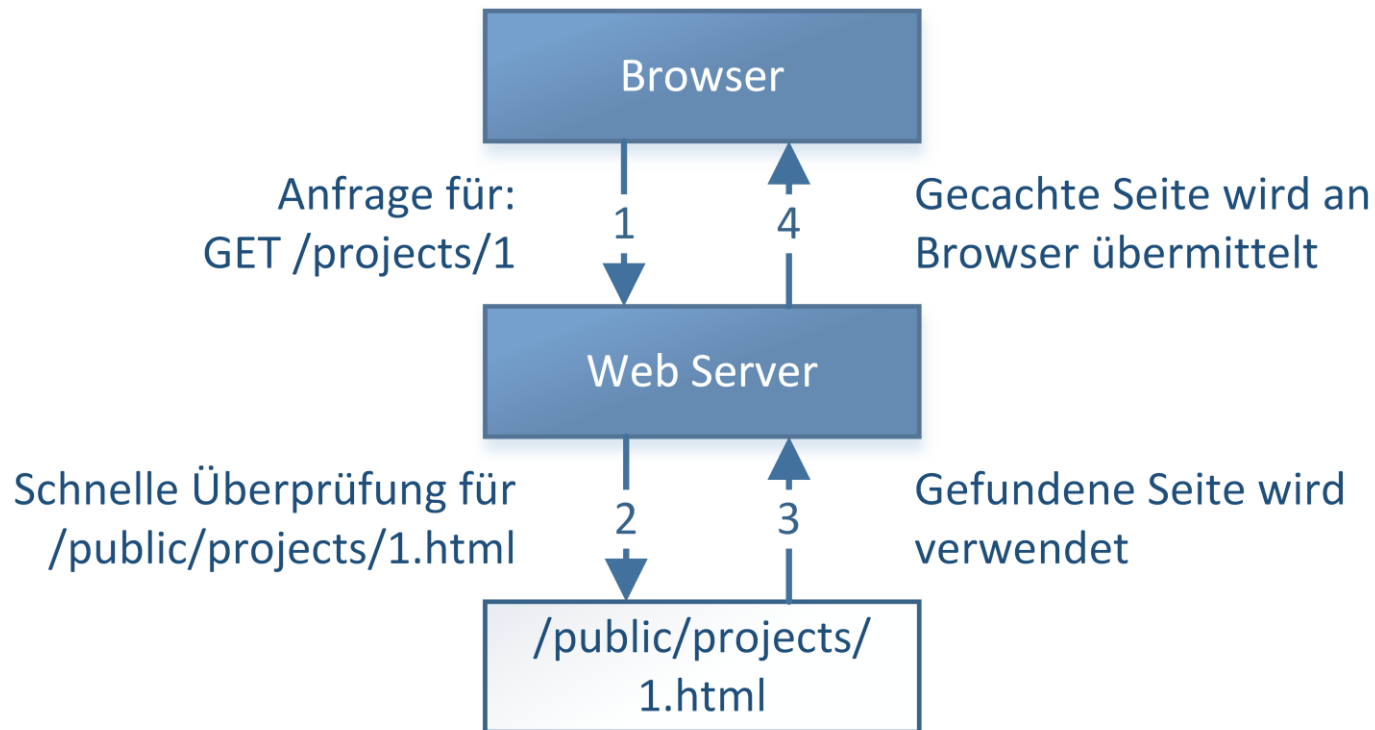 Browser
Anfrage für:
GET /projects/1
1
4
Gecachte Seite wird an
Browser übermittelt
Web Server
Schnelle Überprüfung für
/public/projects/1.html
2
3
Gefundene Seite wird
verwendet
/public/projects/
1.html